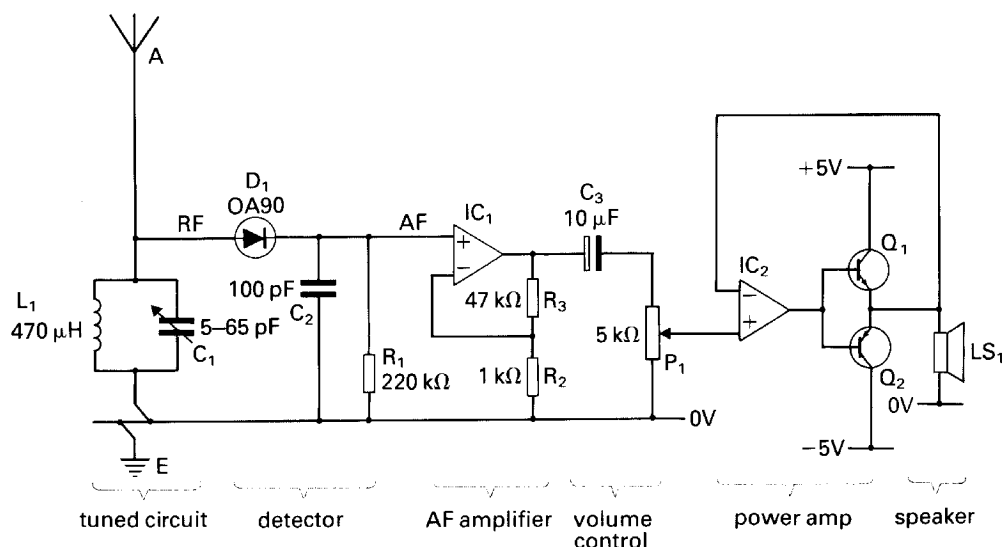 A
D₁
OA90
RF
AF
IC₁
+
−
C₃
10 µF
+5V
Q₁
IC₂
−
+
L₁
470 µH
5–65 pF
C₁
100 pF
C₂
47 kΩ
R₃
5 kΩ
P₁
R₁
220 kΩ
1 kΩ
R₂
Q₂
LS₁
0V
0V
−5V
E
tuned circuit
detector
AF amplifier
volume
control
power amp
speaker